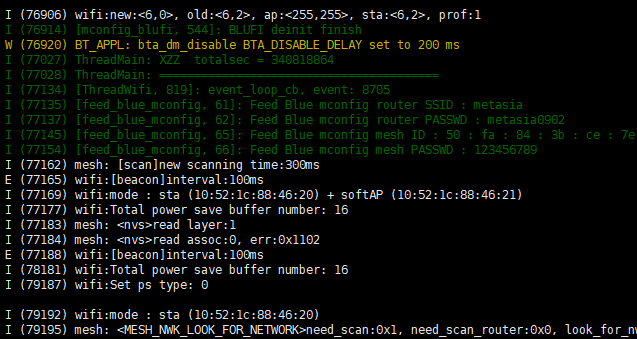 I (76906) wifi:new:<6,0>, old:<6,2>, ap:<255,255>, sta:<6,2>, prof:1
I (76914) [mconfig_blufi, 544]: BLUFI deinit finish
W (76920) BT_APPL: bta_dm_disable BTA_DISABLE_DELAY set to 200 ms
I (77027) ThreadMain: XZZ  totalsec = 340818864
I (77028) ThreadMain: ========================================
I (77134) [ThreadWifi, 819]: event_loop_cb, event: 8705
I (77135) [feed_blue_mconfig, 61]: Feed Blue mconfig router SSID : metasia
I (77137) [feed_blue_mconfig, 62]: Feed Blue mconfig router PASSWD : metasia0902
I (77145) [feed_blue_mconfig, 65]: Feed Blue mconfig mesh ID : 50 : fa : 84 : 3b : ce : 7e
I (77154) [feed_blue_mconfig, 66]: Feed Blue mconfig mesh PASSWD : 123456789
I (77162) mesh: [scan]new scanning time:300ms
E (77165) wifi:[beacon]interval:100ms
I (77169) wifi:mode : sta (10:52:1c:88:46:20) + softAP (10:52:1c:88:46:21)
I (77177) wifi:Total power save buffer number: 16
I (77183) mesh: <nvs>read layer:1
I (77184) mesh: <nvs>read assoc:0, err:0x1102
E (77188) wifi:[beacon]interval:100ms
I (78181) wifi:Total power save buffer number: 16
I (79187) wifi:Set ps type: 0
I (79192) wifi:mode : sta (10:52:1c:88:46:20)
I (79195) mesh: <MESH_NWK_LOOK_FOR_NETWORK>need_scan:0x1, need_scan_router:0x0, look_for_nw